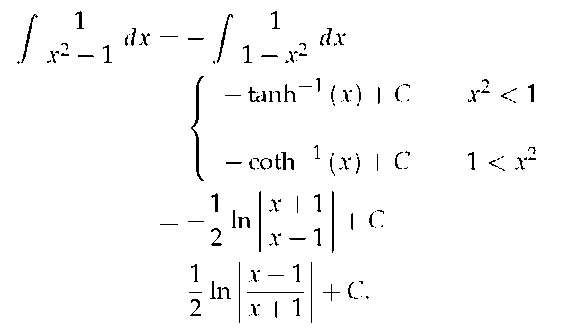 ∫ 1/(x² − 1) dx = − ∫ 1/(1 − x²) dx
{ − tanh⁻¹ (x) + C    x² < 1
− coth⁻¹ (x) + C    1 < x²
= − 1/2 ln |(x + 1)/(x − 1)| + C
1/2 ln |(x − 1)/(x + 1)| + C.